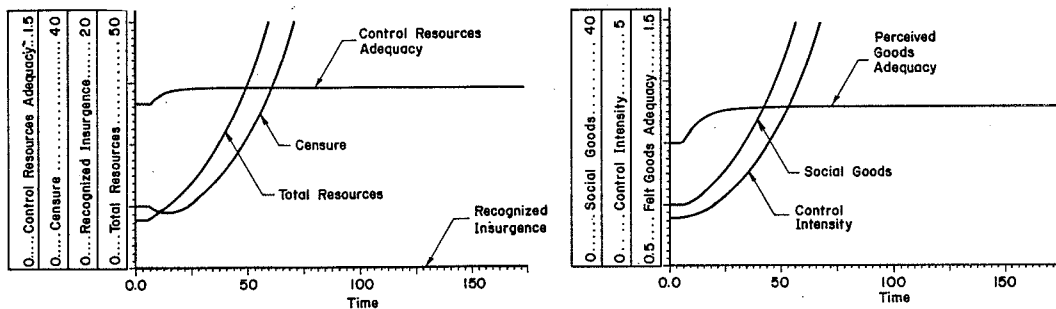 0....Control Resources Adequacy...1.5
0....Censure ............ 40
0....Recognized Insurgence......20
0....Total Resources........50
Control Resources
Adequacy
Censure
Total Resources
Recognized
Insurgence
0.0 50 100 150
Time
0......Social Goods.... 40
0....Control Intensity..... 5
0.5....Felt Goods Adequacy...1.5
Perceived
Goods
Adequacy
Social Goods
Control
Intensity
0.0 50 100 150
Time